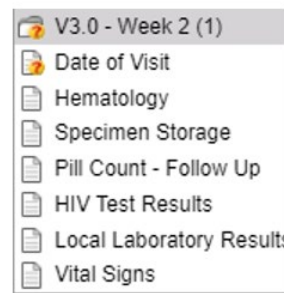 V3.0 - Week 2 (1)
Date of Visit
Hematology
Specimen Storage
Pill Count - Follow Up
HIV Test Results
Local Laboratory Results
Vital Signs